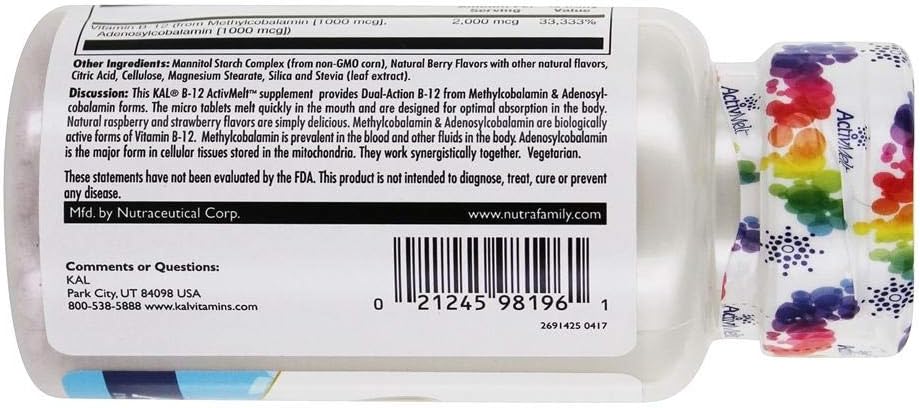 Serving Value
Vitamin B-12 (from Methylcobalamin [1000 mcg], 2,000 mcg 33,333%
Adenosylcobalamin [1000 mcg])
Other Ingredients: Mannitol Starch Complex (from non-GMO corn), Natural Berry Flavors with other natural flavors,
Citric Acid, Cellulose, Magnesium Stearate, Silica and Stevia (leaf extract).
Discussion: This KAL® B-12 ActivMelt™ supplement provides Dual-Action B-12 from Methylcobalamin & Adenosyl-
cobalamin forms. The micro tablets melt quickly in the mouth and are designed for optimal absorption in the body.
Natural raspberry and strawberry flavors are simply delicious. Methylcobalamin & Adenosylcobalamin are biologically
active forms of Vitamin B-12. Methylcobalamin is prevalent in the blood and other fluids in the body. Adenosylcobalamin
is the major form in cellular tissues stored in the mitochondria. They work synergistically together. Vegetarian.
These statements have not been evaluated by the FDA. This product is not intended to diagnose, treat, cure or prevent
any disease.
Mfd. by Nutraceutical Corp. www.nutrafamily.com
Comments or Questions:
KAL
Park City, UT 84098 USA
800-538-5888 www.kalvitamins.com
0 21245 98196 1
2691425 0417
ActivMelt
ActivMelt
ActivMelt
ActivMelt